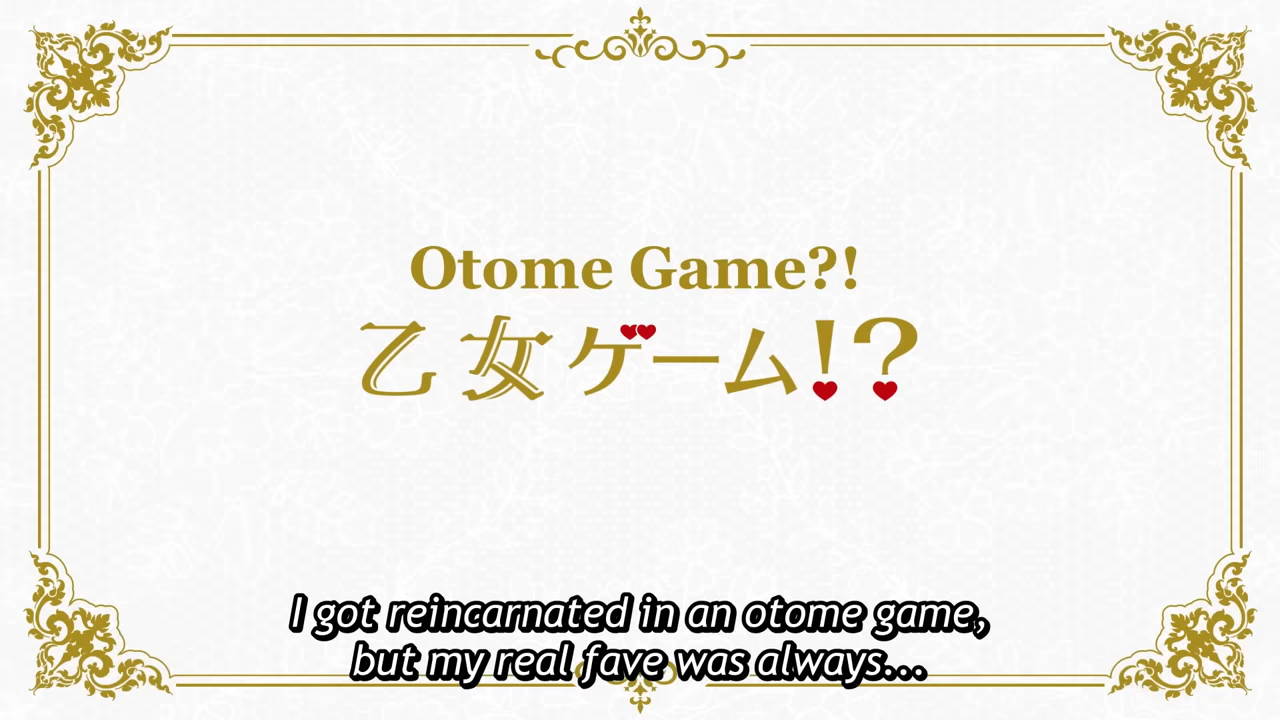 Otome Game?!
乙女ゲーム!?
I got reincarnated in an otome game,
but my real fave was always...